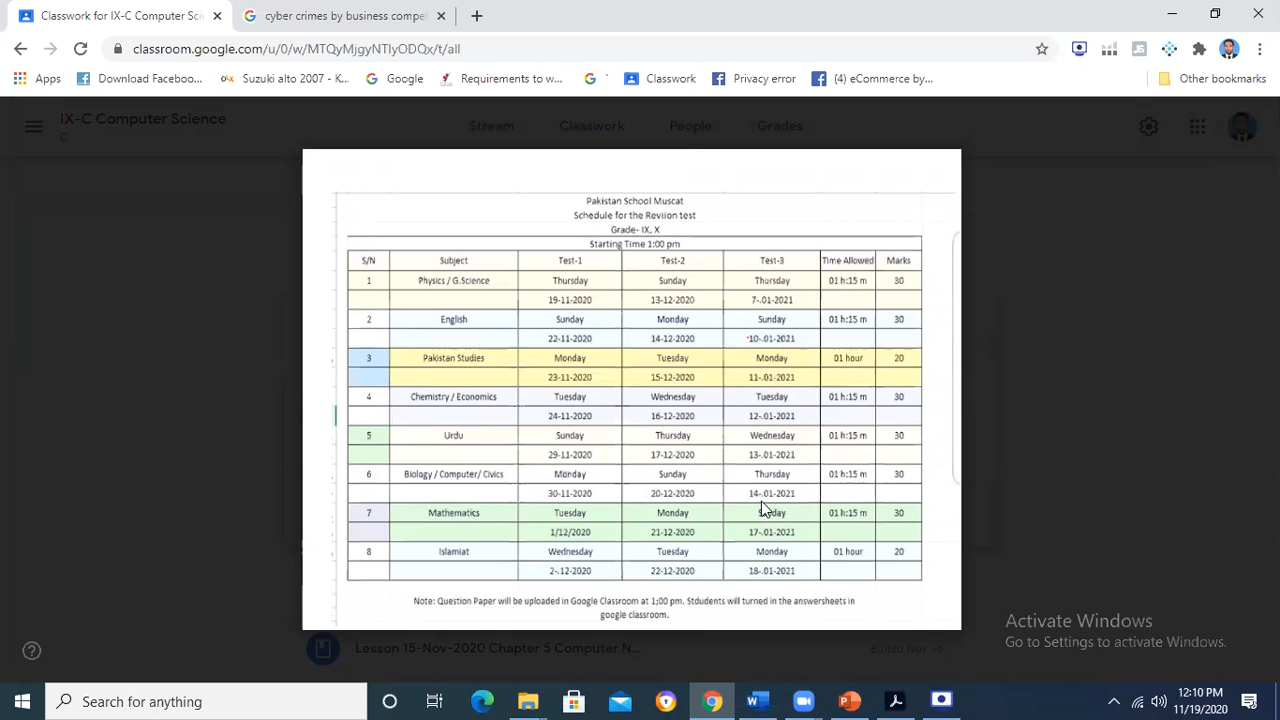 Classwork for IX-C Computer Scien
cyber crimes by business compet
classroom.google.com/u/0/w/MTQyMjgyNTIyODQx/t/all
Apps Download Faceboo... Suzuki alto 2007 - K... Google Requirements to w... Classwork Privacy error (4) eCommerce by... Other bookmarks
IX-C Computer Science
C
Stream Classwork People Grades
Pakistan School Muscat
Schedule for the Reviion test
Grade- IX, X
Starting Time 1:00 pm
S/N Subject Test-1 Test-2 Test-3 Time Allowed Marks
1 Physics / G.Science Thursday Sunday Thursday 01 h:15 m 30
19-11-2020 13-12-2020 7-.01-2021
2 English Sunday Monday Sunday 01 h:15 m 30
22-11-2020 14-12-2020 10-.01-2021
3 Pakistan Studies Monday Tuesday Monday 01 hour 20
23-11-2020 15-12-2020 11-.01-2021
4 Chemistry / Economics Tuesday Wednesday Tuesday 01 h:15 m 30
24-11-2020 16-12-2020 12-.01-2021
5 Urdu Sunday Thursday Wednesday 01 h:15 m 30
29-11-2020 17-12-2020 13-.01-2021
6 Biology / Computer/ Civics Monday Sunday Thursday 01 h:15 m 30
30-11-2020 20-12-2020 14-.01-2021
7 Mathematics Tuesday Monday Sunday 01 h:15 m 30
1/12/2020 21-12-2020 17-.01-2021
8 Islamiat Wednesday Tuesday Monday 01 hour 20
2-.12-2020 22-12-2020 18-.01-2021
Note: Question Paper will be uploaded in Google Classroom at 1;00 pm. Stdudents will turned in the answersheets in
google classroom.
Lesson 15-Nov-2020 Chapter 5 Computer N... Edited Nov 16
Activate Windows
Go to Settings to activate Windows.
Search for anything
12:10 PM
11/19/2020